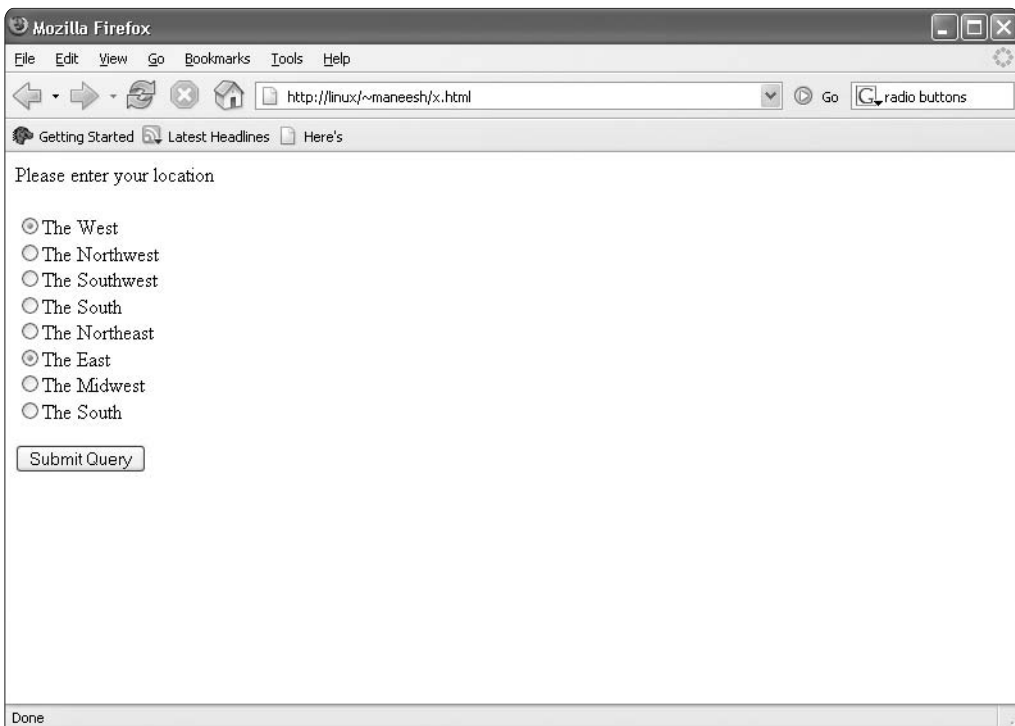 Mozilla Firefox
File Edit View Go Bookmarks Tools Help
http://linux/~maneesh/x.html Go G radio buttons
Getting Started Latest Headlines Here's
Please enter your location
The West
The Northwest
The Southwest
The South
The Northeast
The East
The Midwest
The South
Submit Query
Done